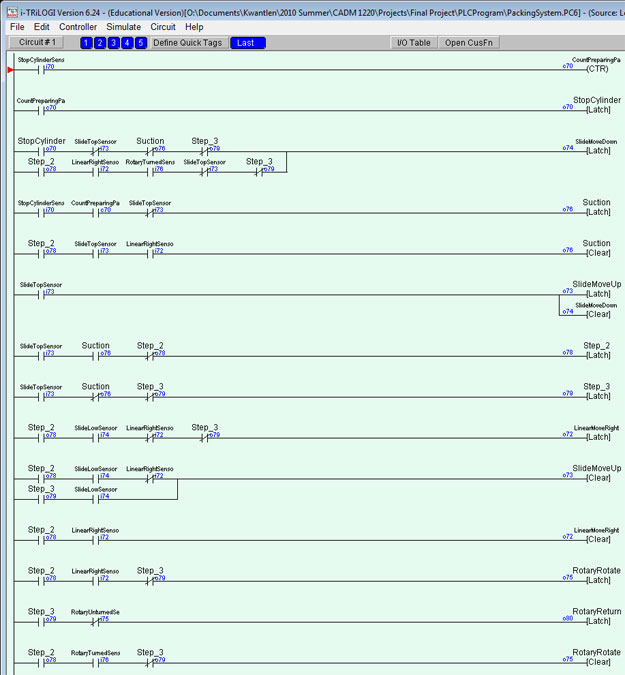 i-TRiLOGI Version 6.24 - (Educational Version)[O:\Documents\Kwantlen\2010 Summer\CADM 1220\Projects\Final Project\PLCProgram\PackingSystem.PC6] - (Source: Lo
File Edit Controller Simulate Circuit Help
Circuit # 1 1 2 3 4 5 Define Quick Tags Last I/O Table Open CusFn
StopCylinderSens CountPreparingPa
i70 c70 (CTR)
CountPreparingPa StopCylinder
c70 o70 [Latch]
StopCylinder SlideTopSensor Suction Step_3 SlideMoveDown
o70 i73 o76 o79 o74 [Latch]
Step_2 LinearRightSenso RotaryTurnedSens SlideTopSensor Step_3
o78 i72 i76 i73 o79
StopCylinderSens CountPreparingPa SlideTopSensor Suction
i70 c70 i73 o76 [Latch]
Step_2 SlideTopSensor LinearRightSenso Suction
o78 i73 i72 o76 [Clear]
SlideTopSensor SlideMoveUp
i73 o73 [Latch]
SlideMoveDown
o74 [Clear]
SlideTopSensor Suction Step_2 Step_2
i73 o76 o78 o78 [Latch]
SlideTopSensor Suction Step_3 Step_3
i73 o76 o79 o79 [Latch]
Step_2 SlideLowSensor LinearRightSenso Step_3 LinearMoveRight
o78 i74 i72 o79 o72 [Latch]
Step_2 SlideLowSensor LinearRightSenso SlideMoveUp
o78 i74 i72 o73 [Clear]
Step_3 SlideLowSensor
o79 i74
Step_2 LinearRightSenso LinearMoveRight
o78 i72 o72 [Clear]
Step_2 LinearRightSenso Step_3 RotaryRotate
o78 i72 o79 o75 [Latch]
Step_3 RotaryUnturnedSe RotaryReturn
o79 i75 o80 [Latch]
Step_2 RotaryTurnedSens Step_3 RotaryRotate
o78 i76 o79 o75 [Clear]